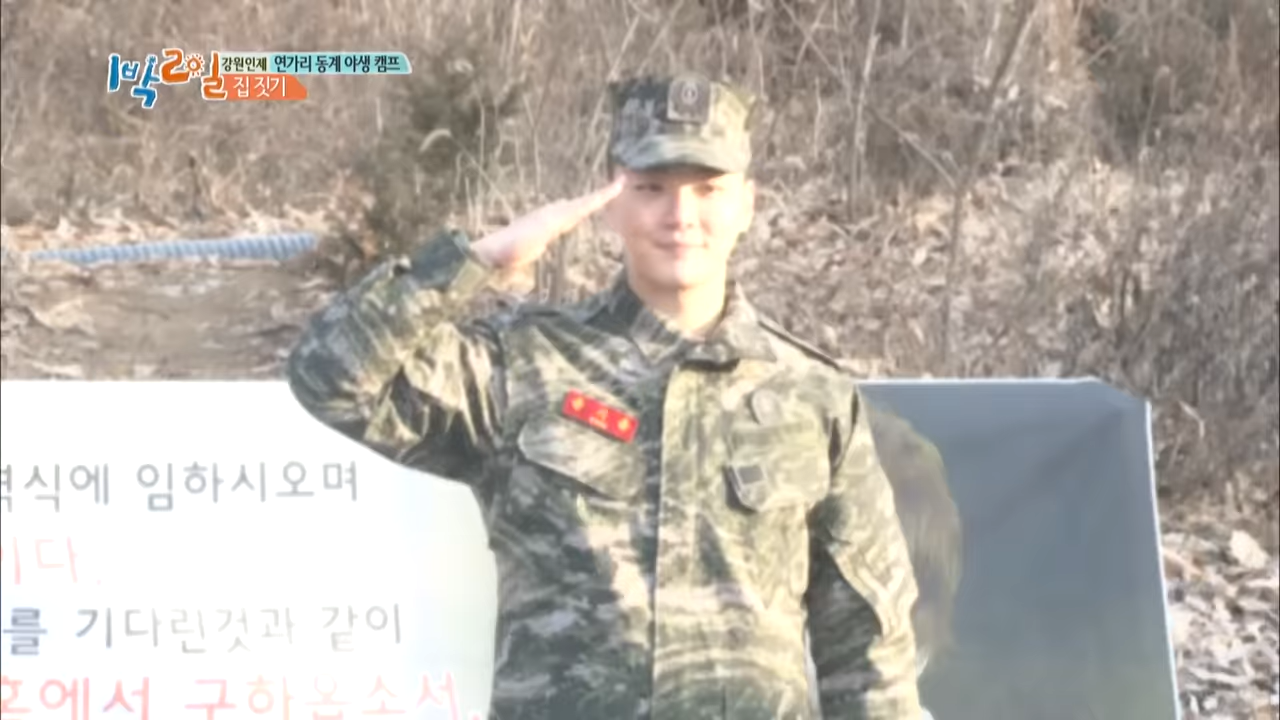 1박2일 강원인제 연가리 동계 야생 캠프
집 짓기
격식에 임하시오며
이다.
를 기다린것과 같이
혼에서 구하옵소서.